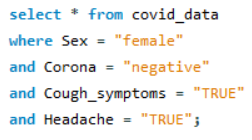 select * from covid_data
where Sex = "female"
and Corona = "negative"
and Cough_symptoms = "TRUE"
and Headache = "TRUE";